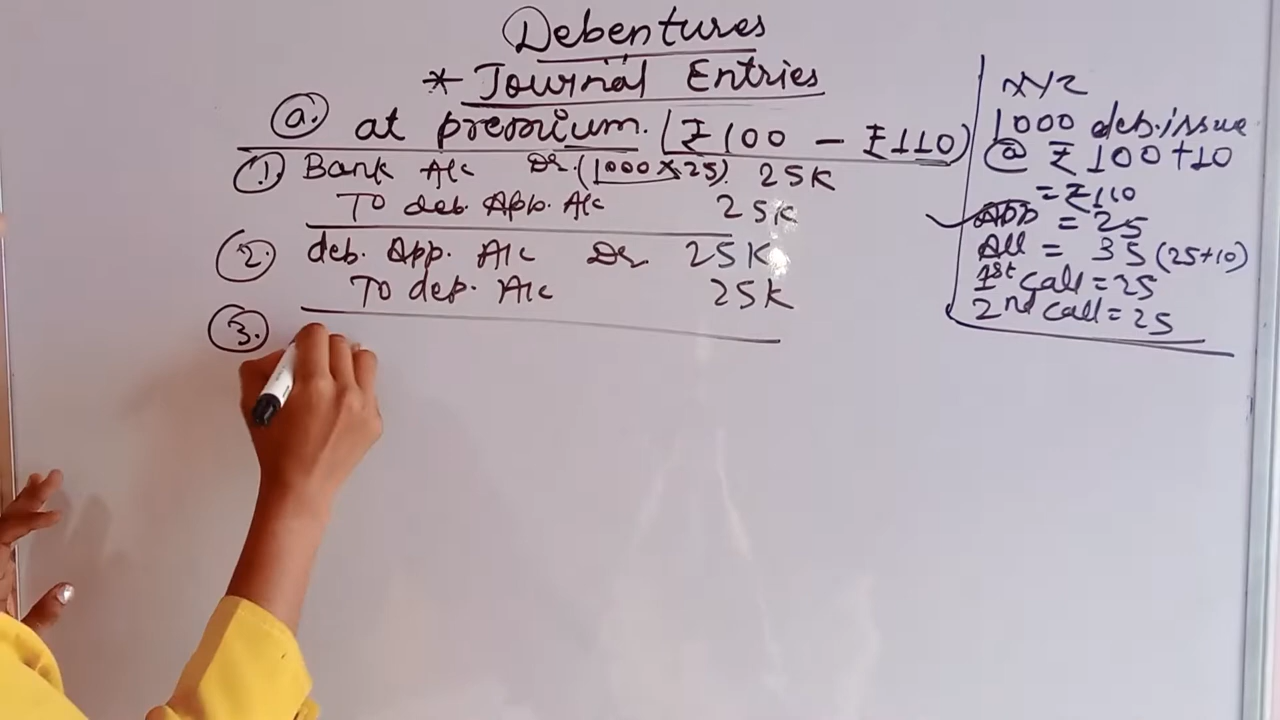 Debentures
* Journal Entries
a. at premium. (₹100 - ₹110)
1. Bank A/c Dr. (1000 × 25) 25K
To deb. App. A/c 25K
2. deb. App. A/c Dr 25K
To deb. A/c 25K
3.
XYZ
1000 deb. issue
@ ₹100+10
= ₹110
App = 25
All = 35 (25+10)
1st call = 25
2nd call = 25